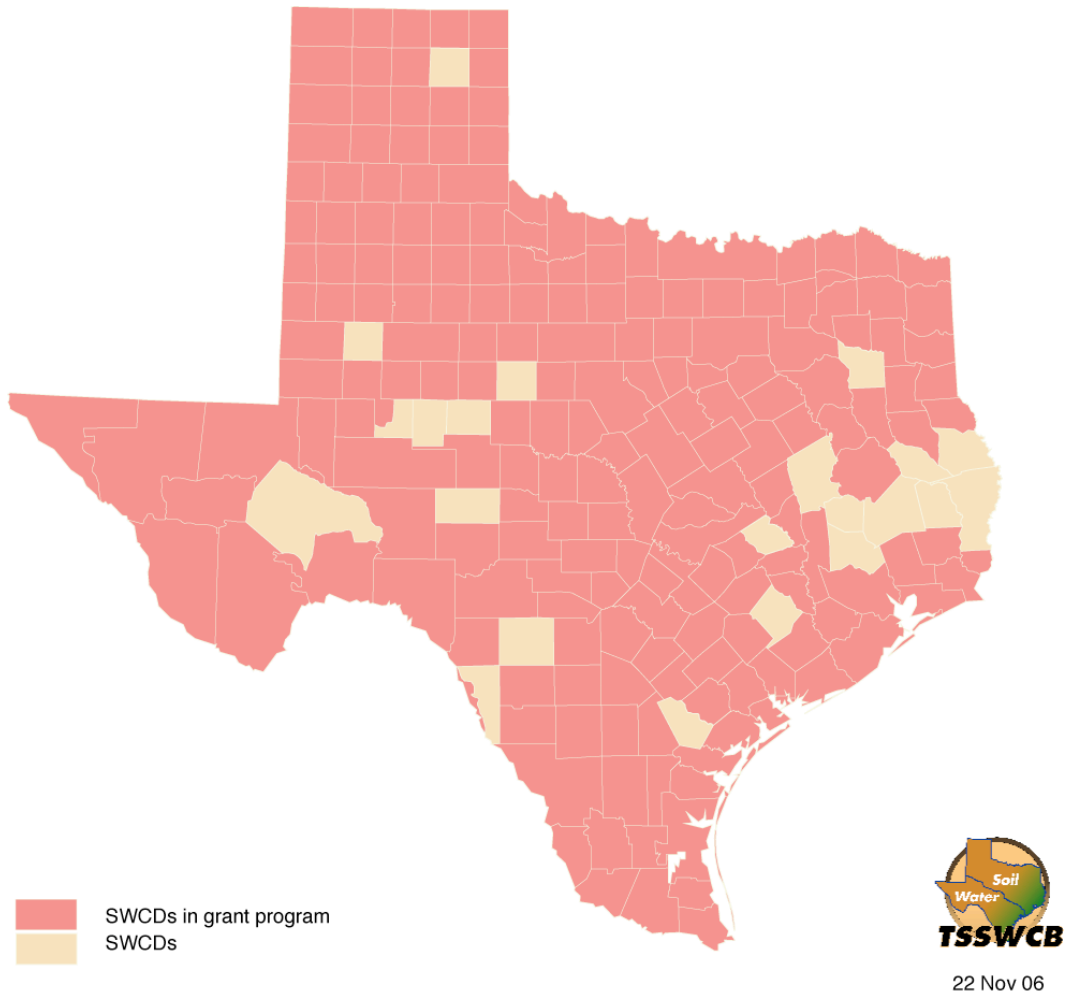 SWCDs in grant program
SWCDs
Soil
Water
TSSWCB
22 Nov 06